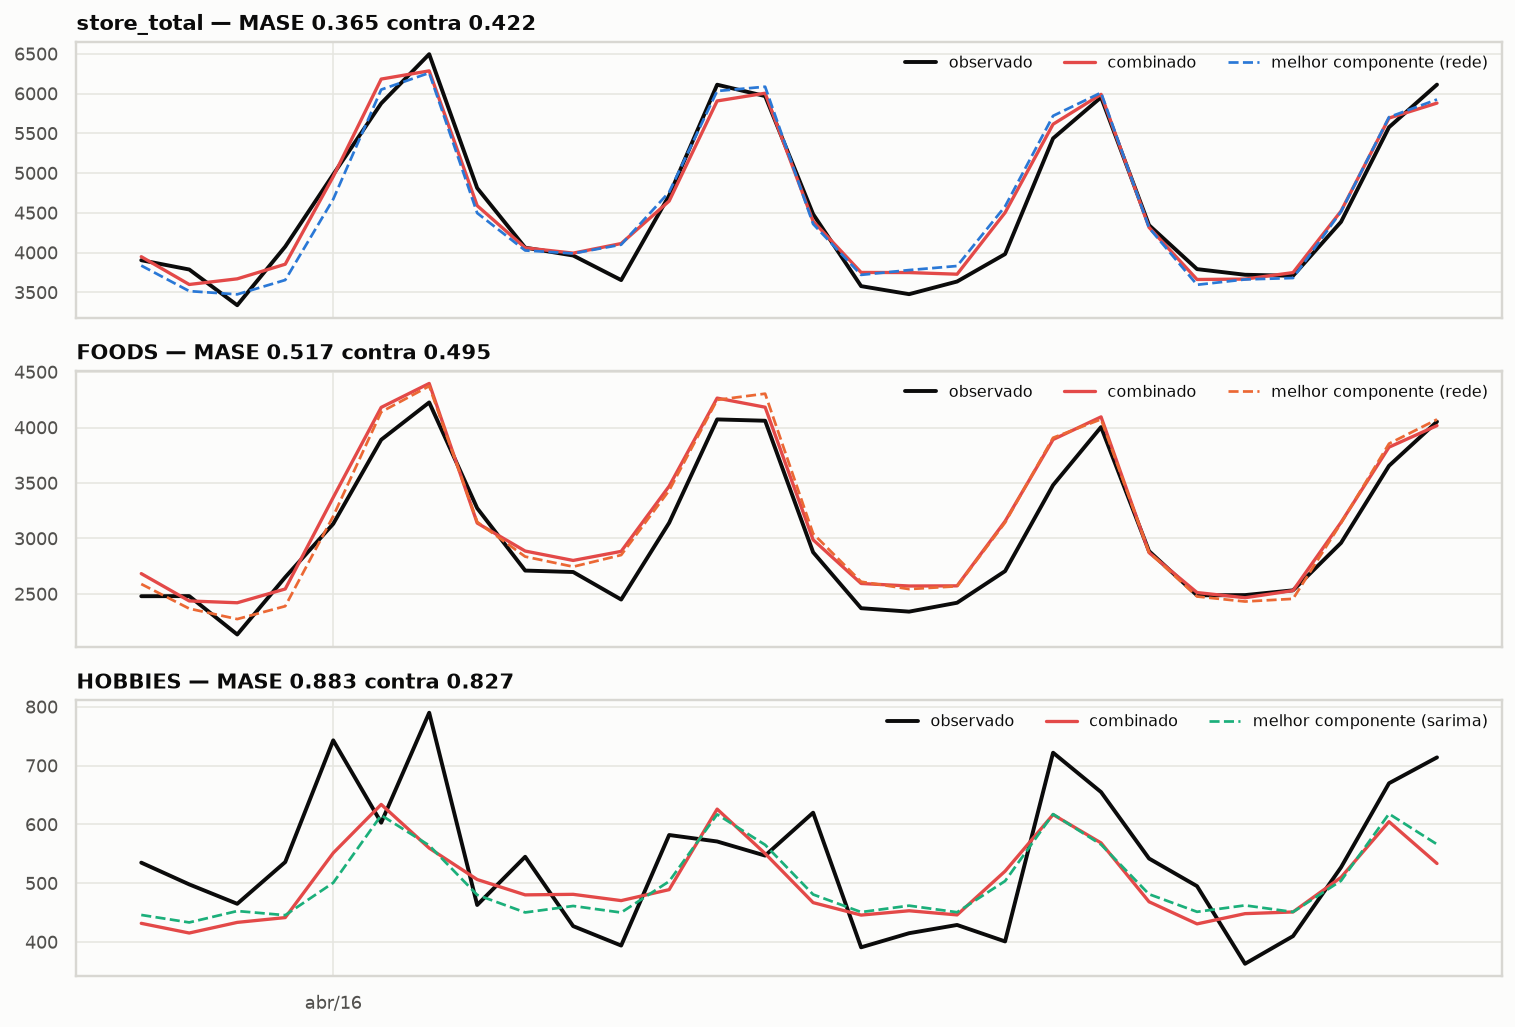 store_total — MASE 0.365 contra 0.422
6500
6000
5500
5000
4500
4000
3500
observado combinado melhor componente (rede)
FOODS — MASE 0.517 contra 0.495
4500
4000
3500
3000
2500
observado combinado melhor componente (rede)
HOBBIES — MASE 0.883 contra 0.827
800
700
600
500
400
observado combinado melhor componente (sarima)
abr/16